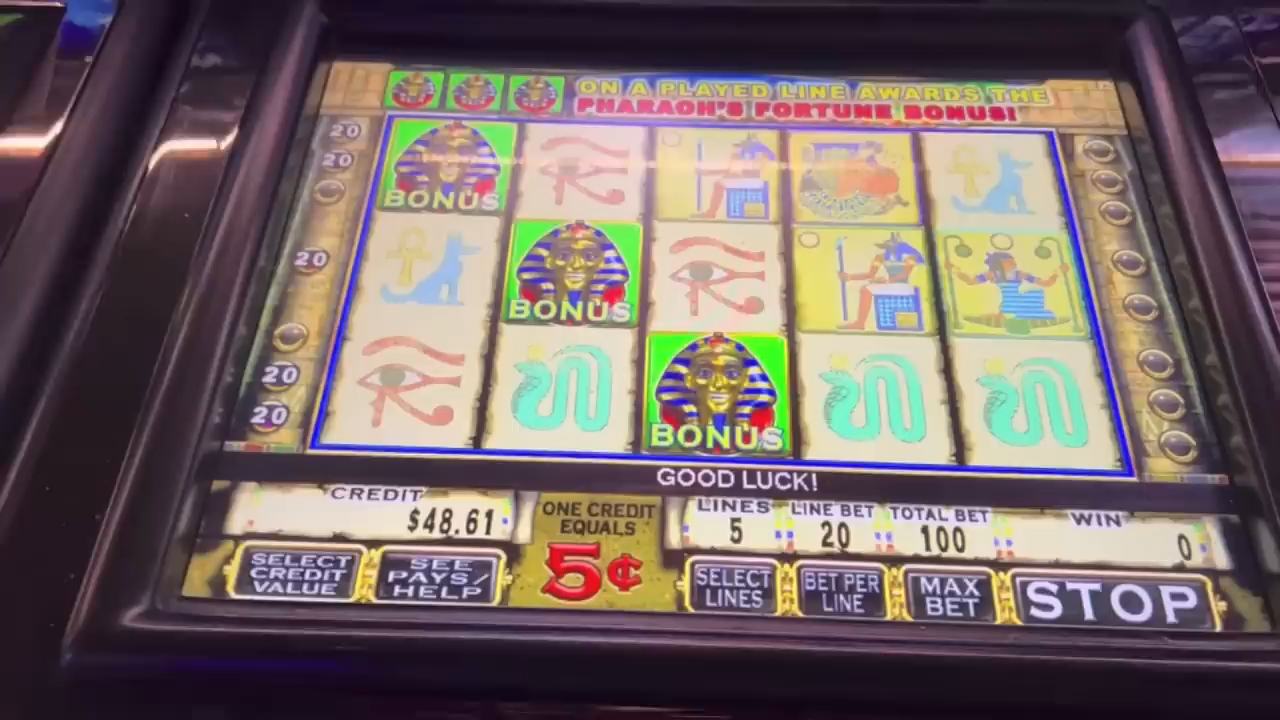 ON A PLAYED LINE AWARDS THE
PHARAOH'S FORTUNE BONUS!
20
20
20
20
20
BONUS
BONUS
BONUS
GOOD LUCK!
CREDIT
$48.61
ONE CREDIT
EQUALS
5¢
LINES
5
LINE BET
20
TOTAL BET
100
WIN
0
SELECT
CREDIT
VALUE
SEE
PAYS/
HELP
SELECT
LINES
BET PER
LINE
MAX
BET
STOP